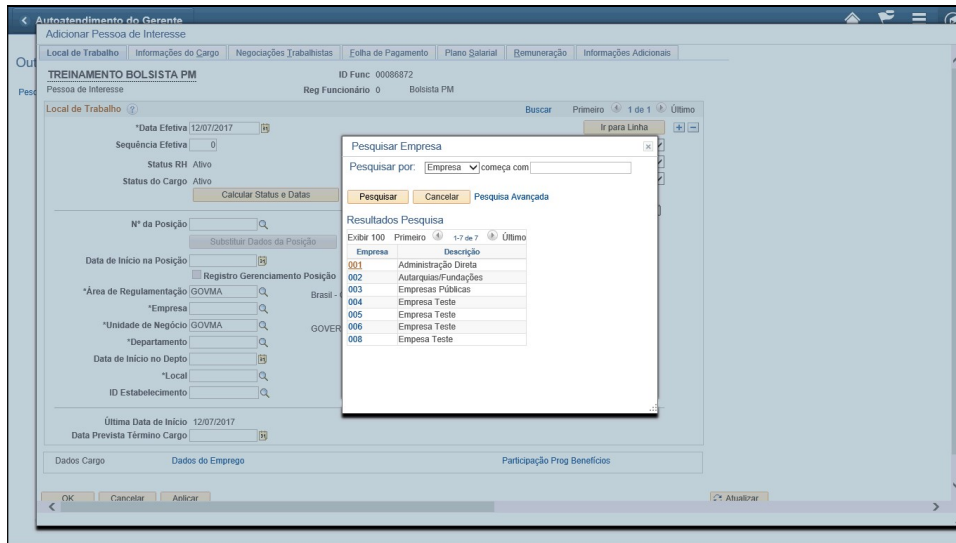 Autoatendimento do Gerente
Adicionar Pessoa de Interesse
Local de Trabalho Informações do Cargo Negociações Trabalhistas Folha de Pagamento Plano Salarial Remuneração Informações Adicionais
Out
Pesq
TREINAMENTO BOLSISTA PM ID Func 00086872
Pessoa de Interesse Reg Funcionário 0 Bolsista PM
Local de Trabalho Buscar Primeiro 1 de 1 Último
*Data Efetiva 12/07/2017 Ir para Linha
Sequência Efetiva 0
Status RH Ativo
Status do Cargo Ativo
Calcular Status e Datas
Nº da Posição
Substituir Dados da Posição
Data de Início na Posição
Registro Gerenciamento Posição
*Área de Regulamentação GOVMA Brasil -
*Empresa
*Unidade de Negócio GOVMA GOVER
*Departamento
Data de Início no Depto
*Local
ID Estabelecimento
Última Data de Início 12/07/2017
Data Prevista Término Cargo
Pesquisar Empresa
Pesquisar por: Empresa começa com
Pesquisar Cancelar Pesquisa Avançada
Resultados Pesquisa
Exibir 100 Primeiro 1-7 de 7 Último
Empresa Descrição
001 Administração Direta
002 Autarquias/Fundações
003 Empresas Públicas
004 Empresa Teste
005 Empresa Teste
006 Empresa Teste
008 Empesa Teste
Dados Cargo Dados do Emprego Participação Prog Benefícios
OK Cancelar Aplicar Atualizar